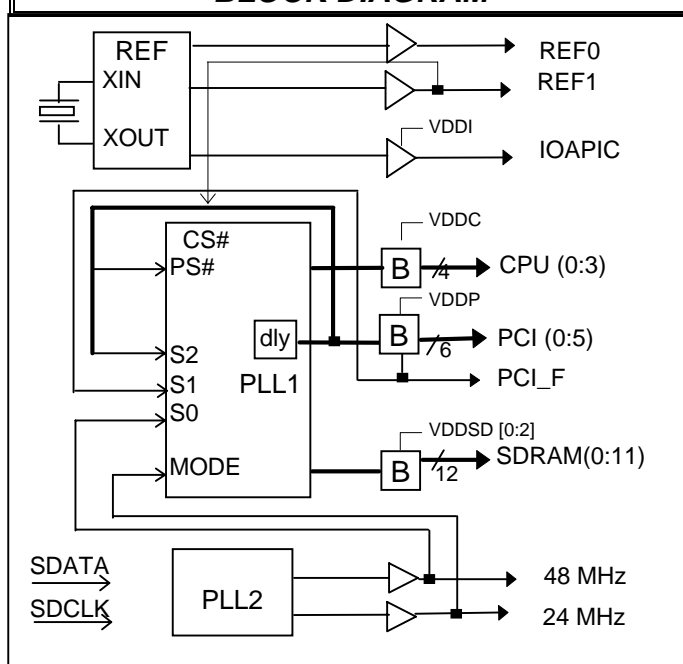 BLOCK DIAGRAM
REF
XIN
XOUT
REF0
REF1
VDDI
IOAPIC
CS#
PS#
VDDC
B
4
CPU (0:3)
VDDP
dly
B
6
PCI (0:5)
S2
S1
PLL1
PCI_F
S0
VDDSD [0:2]
MODE
B
12
SDRAM(0:11)
SDATA
SDCLK
PLL2
48 MHz
24 MHz